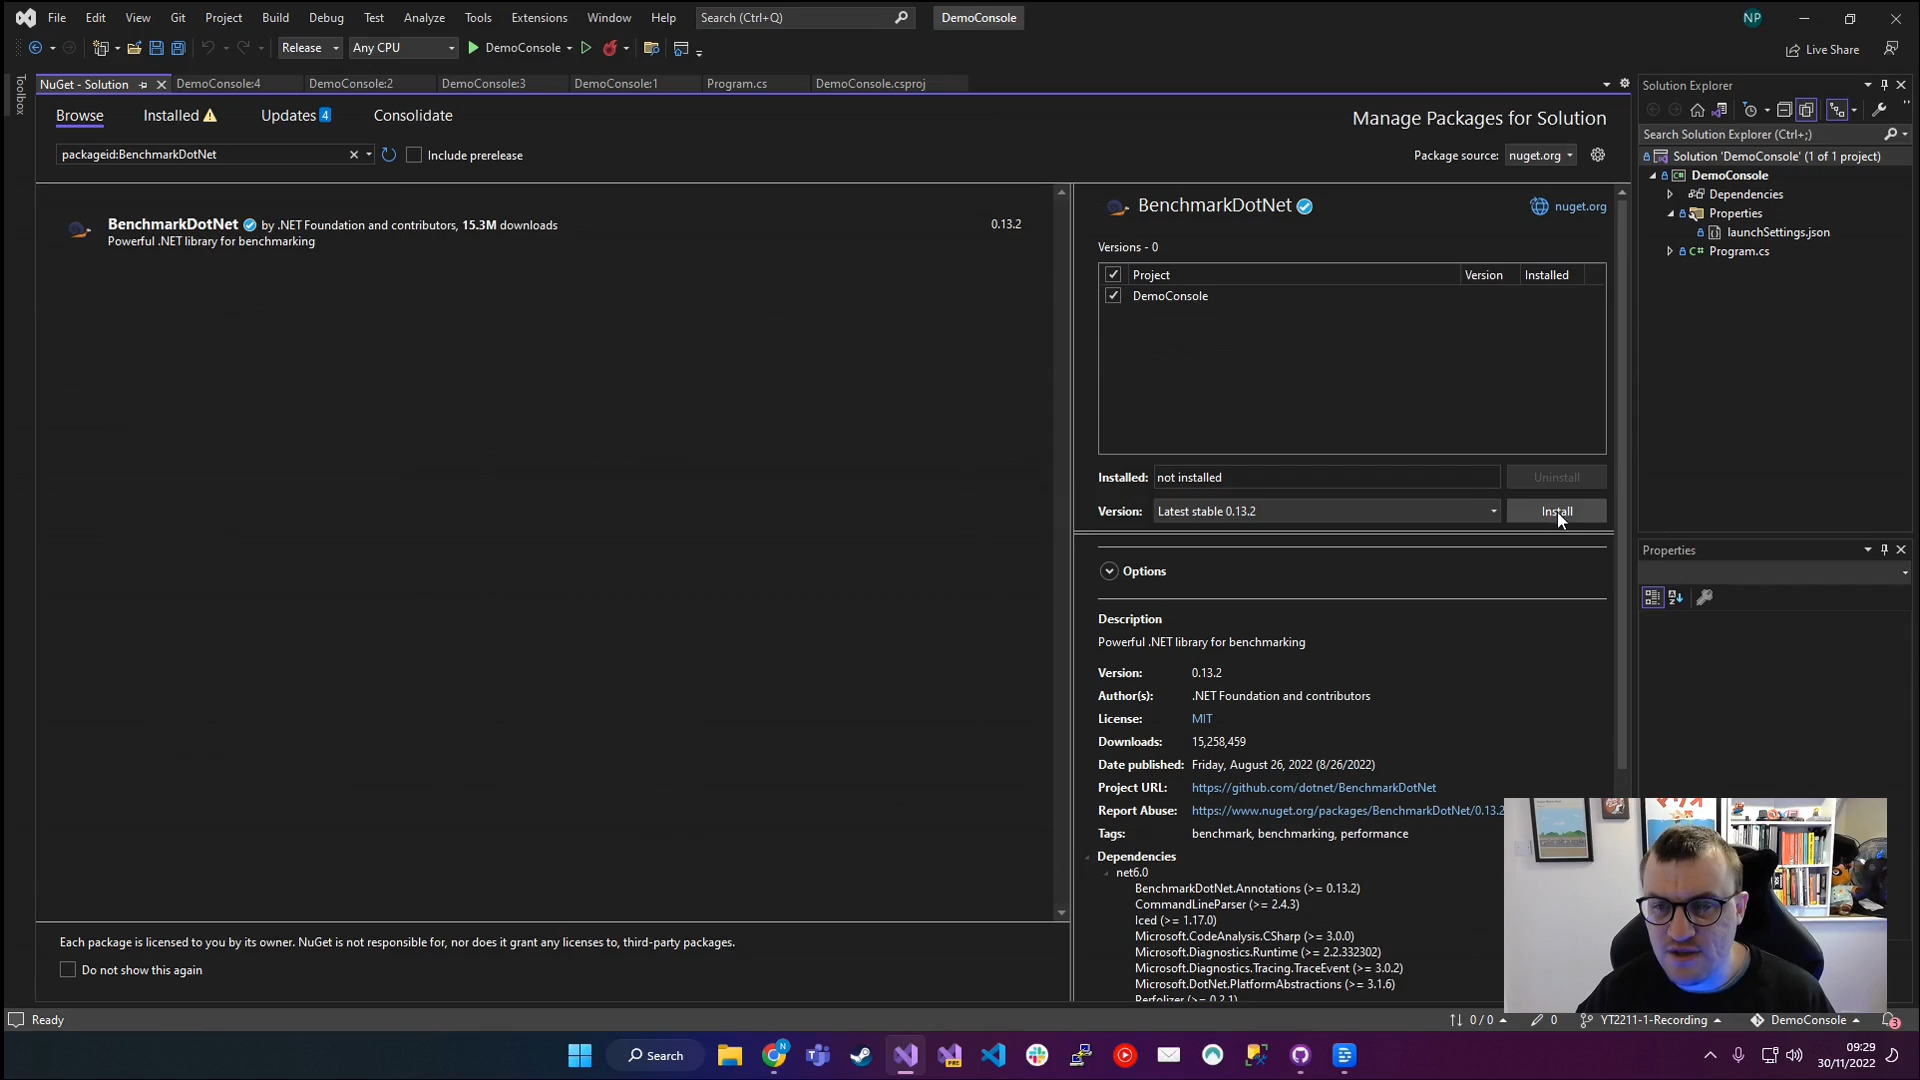 File Edit View Git Project Build Debug Test Analyze Tools Extensions Window Help Search (Ctrl+Q) DemoConsole NP
Release Any CPU DemoConsole Live Share
Toolbox
NuGet - Solution DemoConsole:4 DemoConsole:2 DemoConsole:3 DemoConsole:1 Program.cs DemoConsole.csproj
Browse Installed Updates 4 Consolidate
Manage Packages for Solution
packageid:BenchmarkDotNet Include prerelease
Package source: nuget.org
BenchmarkDotNet by .NET Foundation and contributors, 15.3M downloads 0.13.2
Powerful .NET library for benchmarking
BenchmarkDotNet nuget.org
Versions - 0
Project Version Installed
DemoConsole
Installed: not installed Uninstall
Version: Latest stable 0.13.2 Install
Options
Description
Powerful .NET library for benchmarking
Version: 0.13.2
Author(s): .NET Foundation and contributors
License: MIT
Downloads: 15,258,459
Date published: Friday, August 26, 2022 (8/26/2022)
Project URL: https://github.com/dotnet/BenchmarkDotNet
Report Abuse: https://www.nuget.org/packages/BenchmarkDotNet/0.13.2
Tags: benchmark, benchmarking, performance
Dependencies
net6.0
BenchmarkDotNet.Annotations (>= 0.13.2)
CommandLineParser (>= 2.4.3)
Iced (>= 1.17.0)
Microsoft.CodeAnalysis.CSharp (>= 3.0.0)
Microsoft.Diagnostics.Runtime (>= 2.2.332302)
Microsoft.Diagnostics.Tracing.TraceEvent (>= 3.0.2)
Microsoft.DotNet.PlatformAbstractions (>= 3.1.6)
Perfolizer (>= 0.2.1)
Each package is licensed to you by its owner. NuGet is not responsible for, nor does it grant any licenses to, third-party packages.
Do not show this again
Solution Explorer
Search Solution Explorer (Ctrl+;)
Solution 'DemoConsole' (1 of 1 project)
DemoConsole
Dependencies
Properties
launchSettings.json
Program.cs
Properties
Ready 0 / 0 0 YT2211-1-Recording DemoConsole 3
Search
09:29
30/11/2022